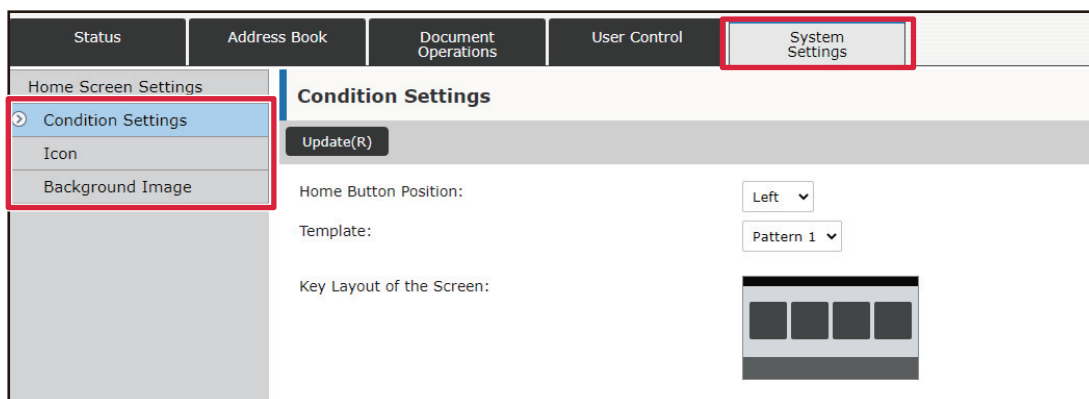 Status
Address Book
Document
Operations
User Control
System
Settings
Home Screen Settings
Condition Settings
Icon
Background Image
Condition Settings
Update(R)
Home Button Position:
Left
Template:
Pattern 1
Key Layout of the Screen: